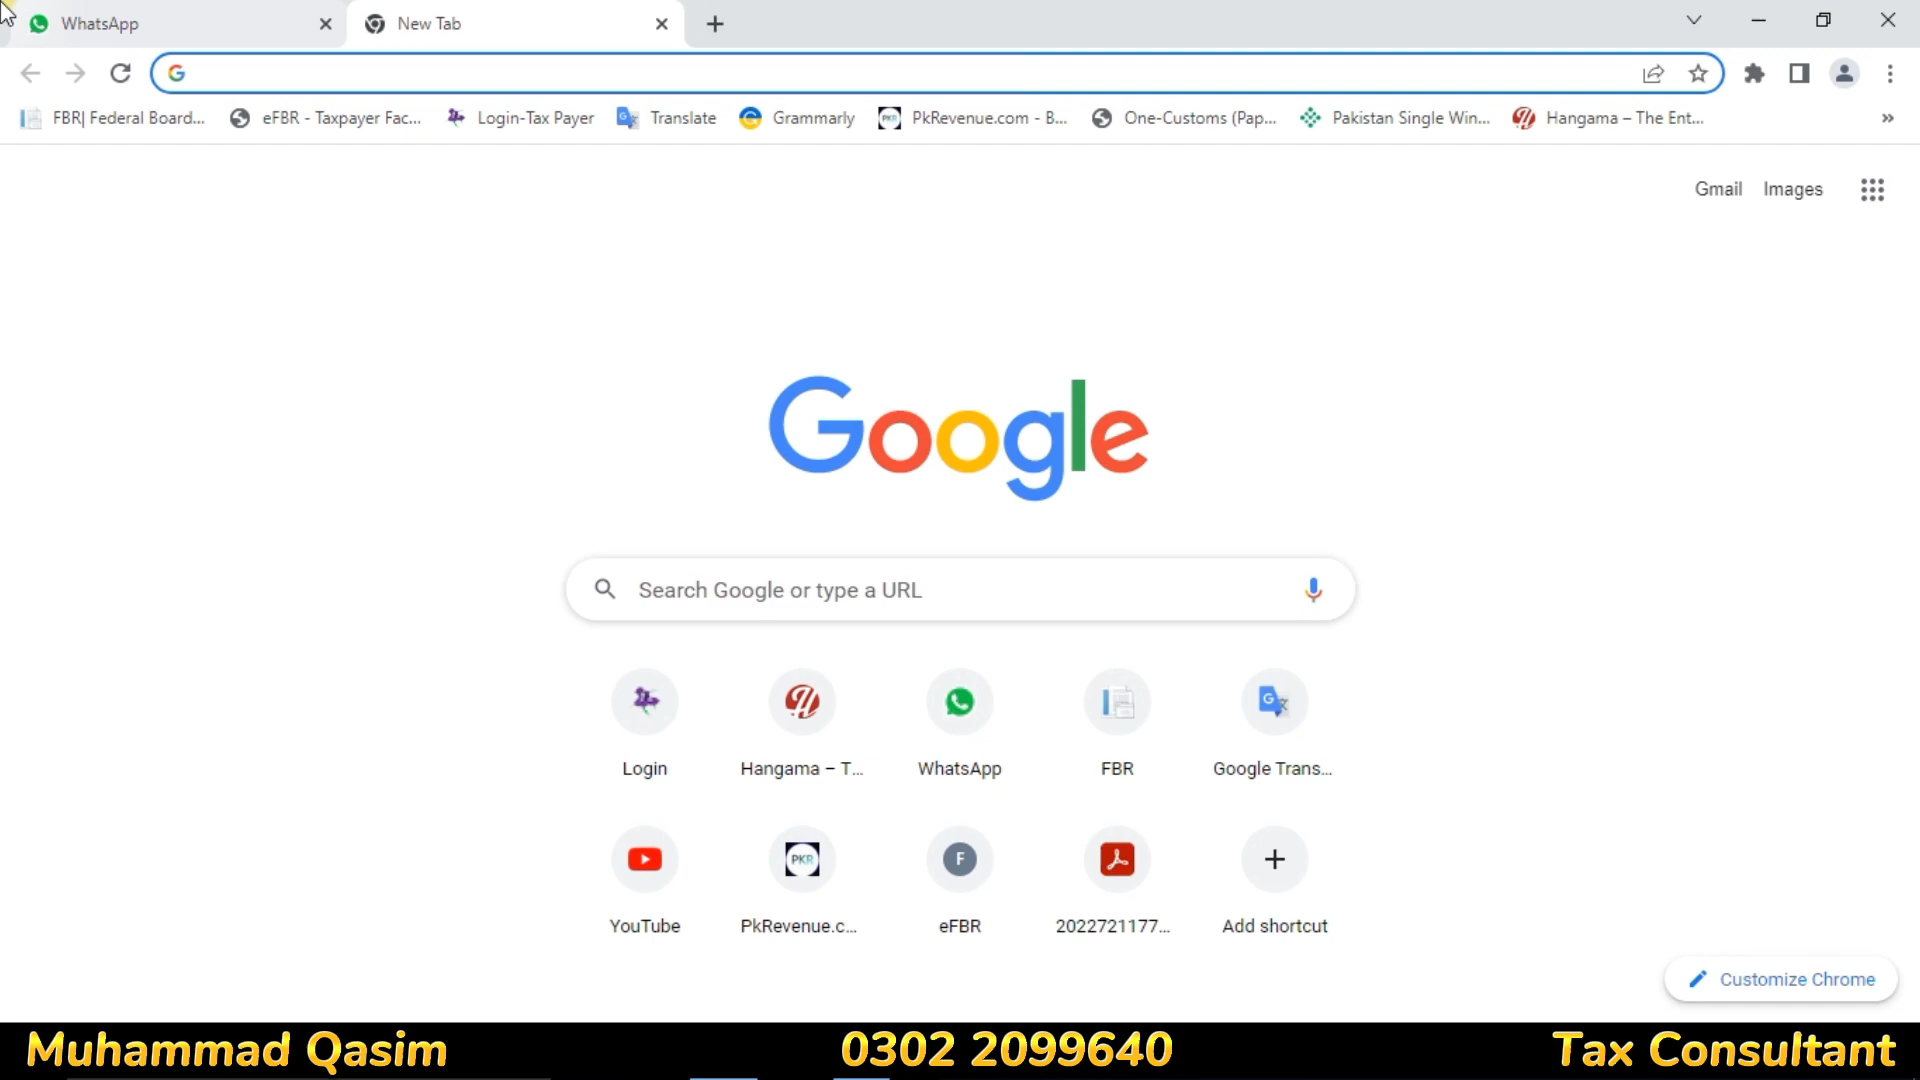 WhatsApp
New Tab
FBR| Federal Board...
eFBR - Taxpayer Fac...
Login-Tax Payer
Translate
Grammarly
PkRevenue.com - B...
One-Customs (Pap...
Pakistan Single Win...
Hangama – The Ent...
»
Gmail
Images
Google
Search Google or type a URL
Login
Hangama – T...
WhatsApp
FBR
Google Trans...
PKR
F
YouTube
PkRevenue.c...
eFBR
2022721177...
Add shortcut
Customize Chrome
Muhammad Qasim
0302 2099640
Tax Consultant